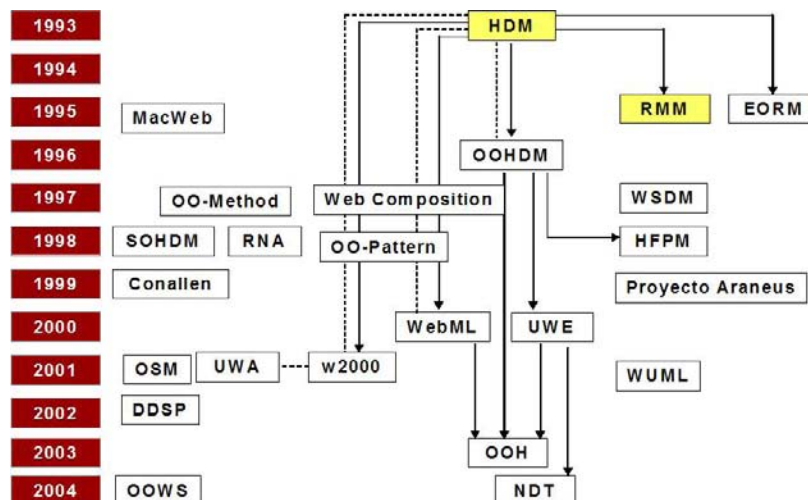 1993 HDM
1994
1995 MacWeb RMM EORM
1996 OOHDM
1997 OO-Method Web Composition WSDM
1998 SOHDM RNA OO-Pattern HFPM
1999 Conallen Proyecto Araneus
2000 WebML UWE
2001 OSM UWA w2000 WUML
2002 DDSP
2003 OOH
2004 OOWS NDT